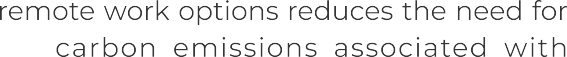 remote work options reduces the need for
carbon emissions associated with